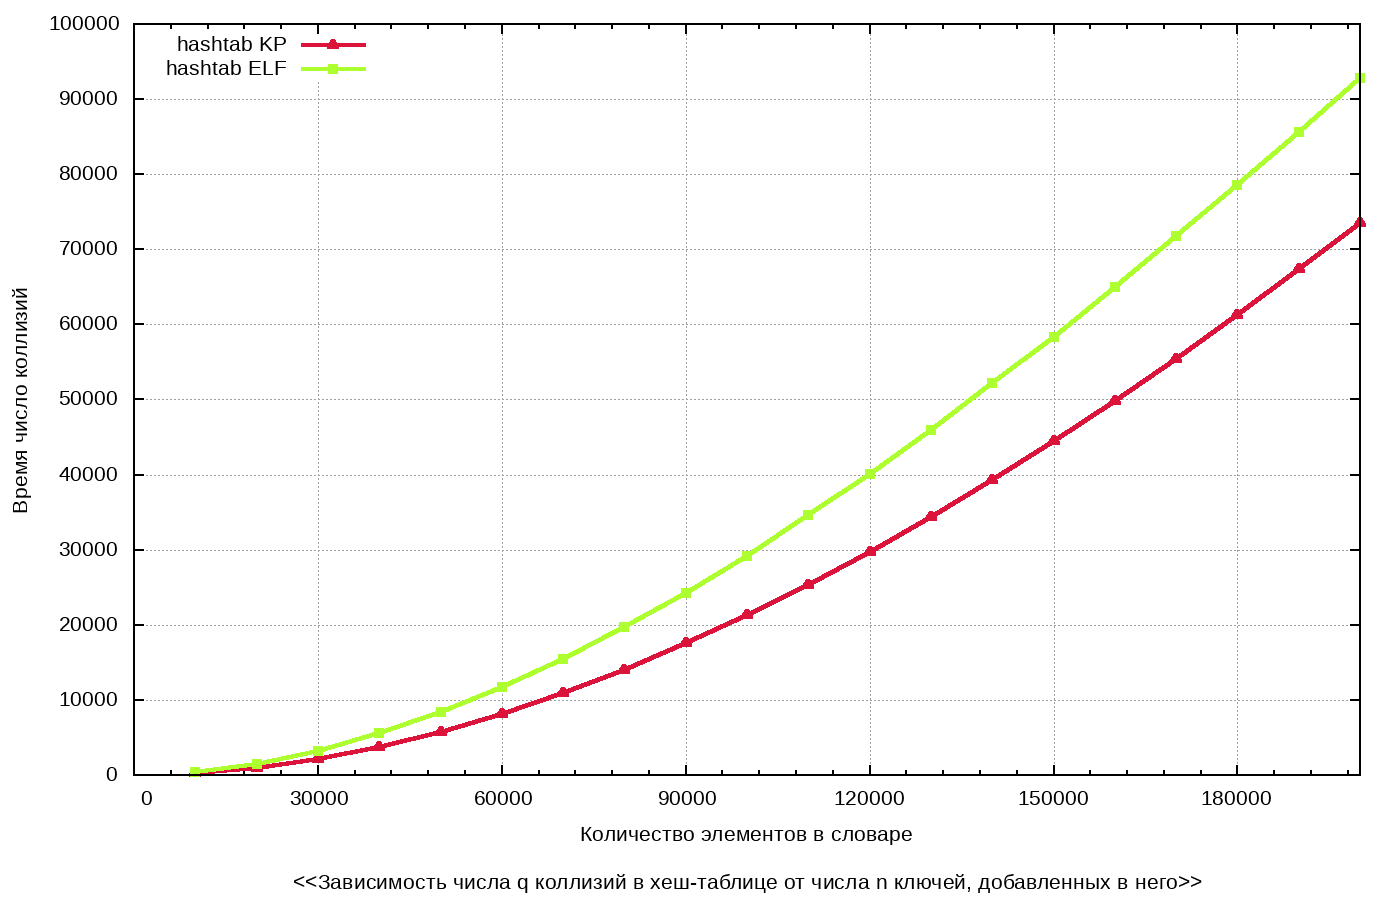 100000
hashtab KP
hashtab ELF
90000
80000
70000
60000
50000
40000
30000
20000
10000
0
Время число коллизий
0 30000 60000 90000 120000 150000 180000
Количество элементов в словаре
<<Зависимость числа q коллизий в хеш-таблице от числа n ключей, добавленных в него>>